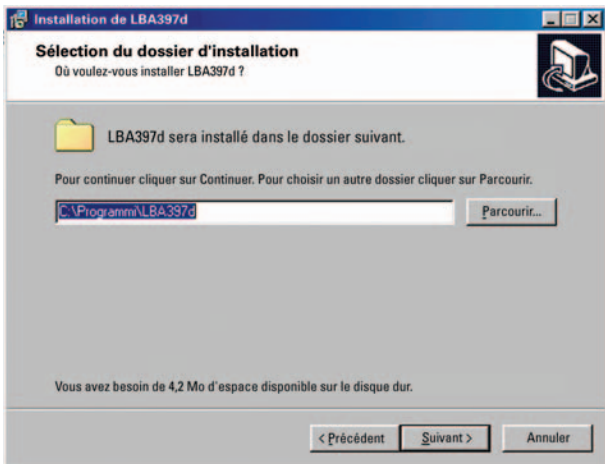 Installation de LBA397d
Sélection du dossier d'installation
Où voulez-vous installer LBA397d ?
LBA397d sera installé dans le dossier suivant.
Pour continuer cliquer sur Continuer. Pour choisir un autre dossier cliquer sur Parcourir.
C:\Programmi\LBA397d
Parcourir...
Vous avez besoin de 4,2 Mo d'espace disponible sur le disque dur.
< Précédent
Suivant >
Annuler